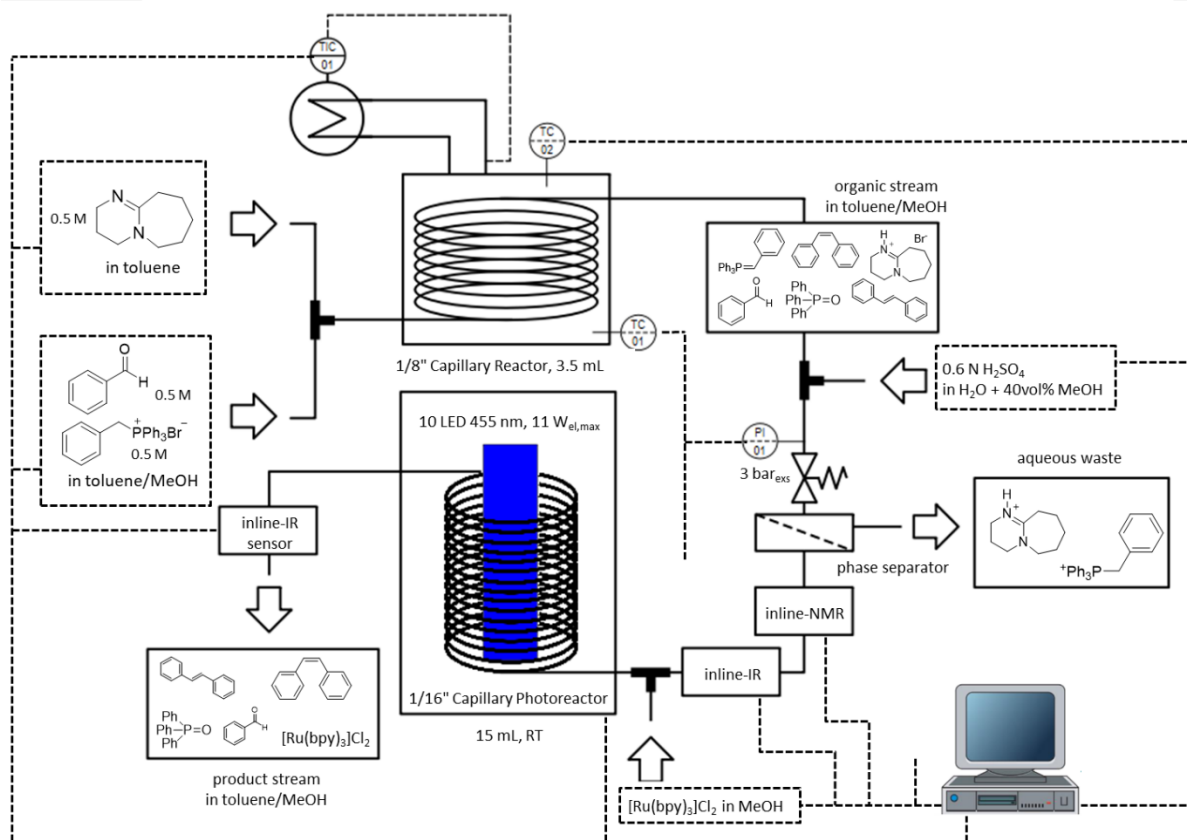 TIC
01
TC
02
0.5 M
N
N
in toluene
O
H
0.5 M
+
PPh3Br−
0.5 M
in toluene/MeOH
1/8" Capillary Reactor, 3.5 mL
TC
01
organic stream
in toluene/MeOH
Ph3P
H
N
+
N
Br-
O
H
Ph
Ph
P=O
Ph
0.6 N H2SO4
in H2O + 40vol% MeOH
PI
01
3 barexs
aqueous waste
H
N
+
N
+Ph3P
phase separator
inline-NMR
inline-IR
10 LED 455 nm, 11 Wel,max
1/16" Capillary Photoreactor
15 mL, RT
inline-IR
sensor
Ph
Ph
P=O
Ph
O
H
[Ru(bpy)3]Cl2
product stream
in toluene/MeOH
[Ru(bpy)3]Cl2 in MeOH